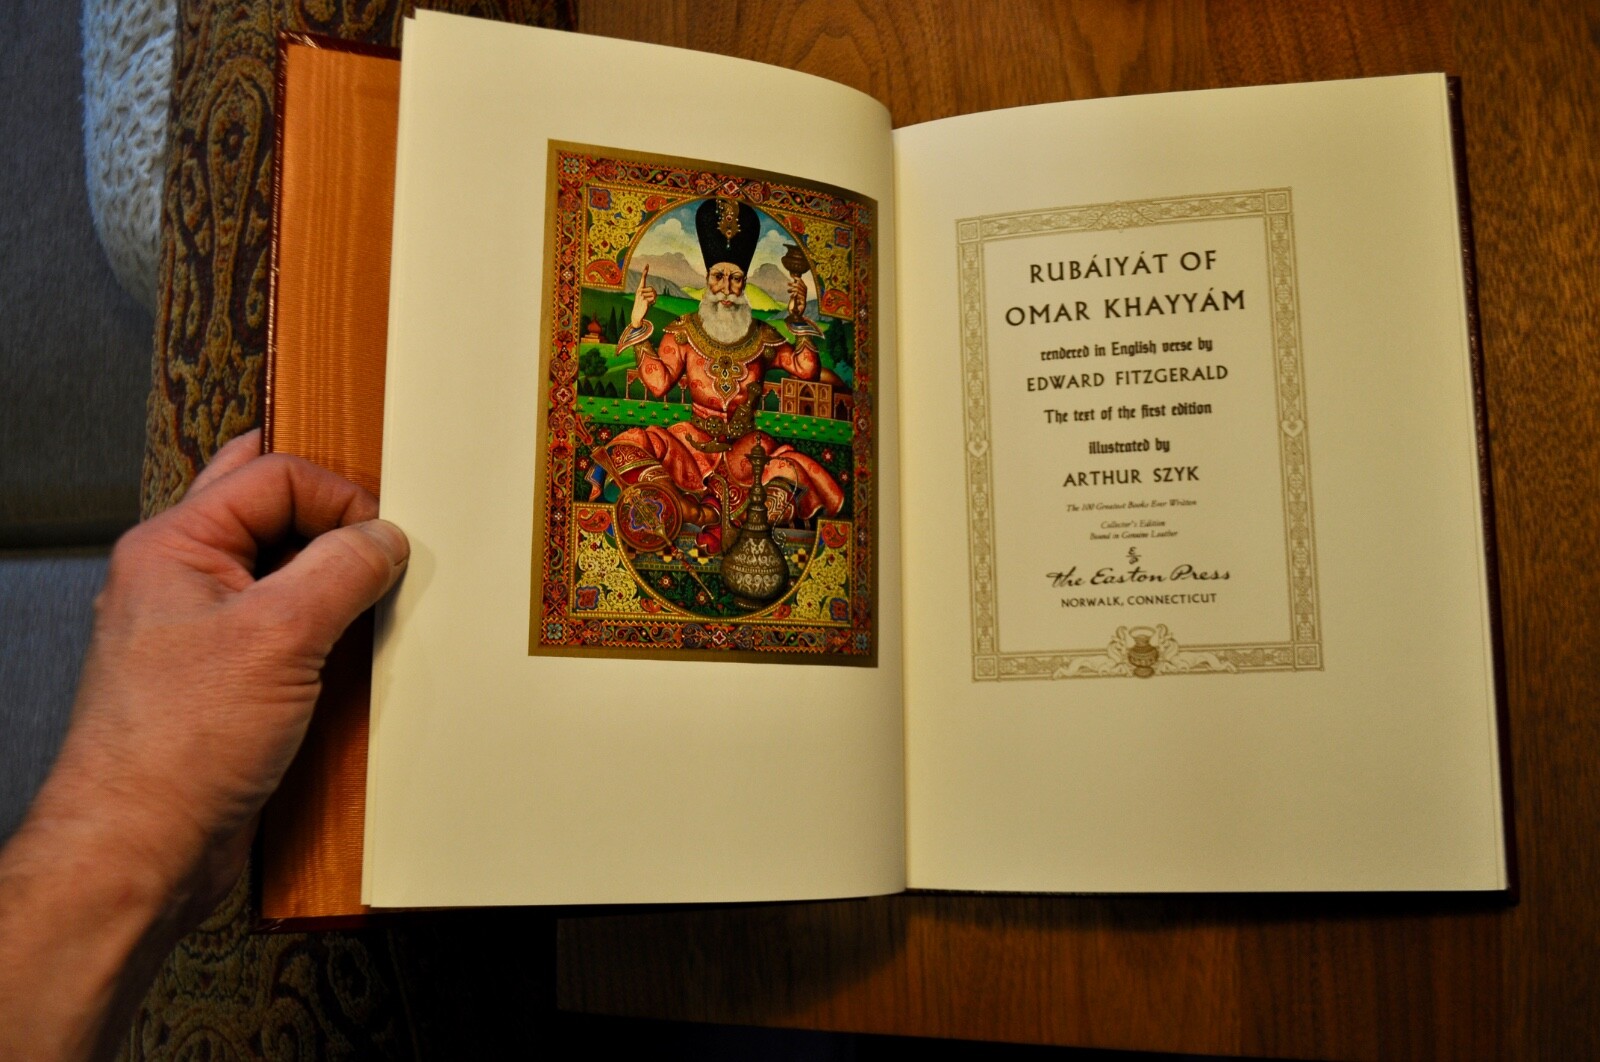 RUBÁIYÁT OF
OMAR KHAYYÁM
rendered in English verse by
EDWARD FITZGERALD
The text of the first edition
illustrated by
ARTHUR SZYK
The 100 Greatest Books Ever Written
Collector's Edition
Bound in Genuine Leather
the Easton Press
NORWALK, CONNECTICUT